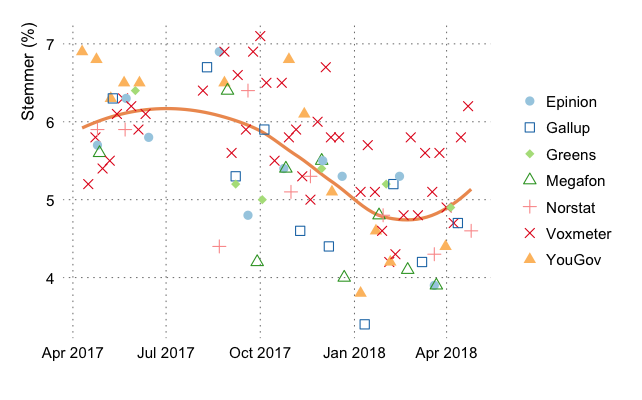 Stemmer (%)
7
6
5
4
Apr 2017 Jul 2017 Oct 2017 Jan 2018 Apr 2018
Epinion
Gallup
Greens
Megafon
Norstat
Voxmeter
YouGov